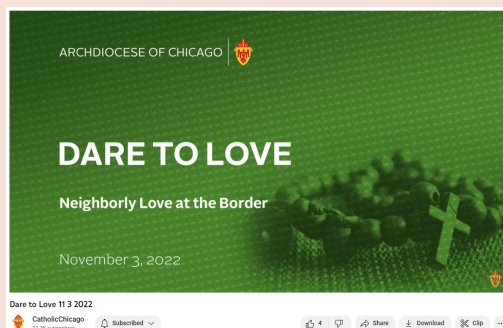 ARCHDIOCESE OF CHICAGO
DARE TO LOVE
Neighborly Love at the Border
November 3, 2022
Dare to Love 11 3 2022
CatholicChicago
Subscribed
4
Share
Download
Clip